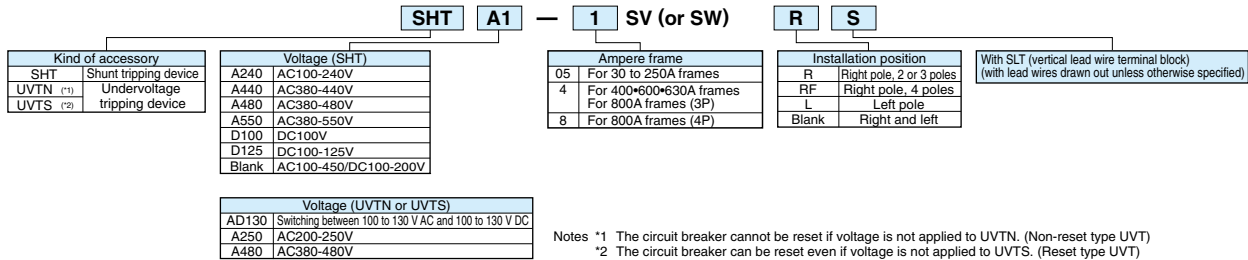 SHT A1 — 1 SV (or SW) R S
Kind of accessory
SHT Shunt tripping device
UVTN (*1) Undervoltage
UVTS (*2) tripping device
Voltage (SHT)
A240 AC100-240V
A440 AC380-440V
A480 AC380-480V
A550 AC380-550V
D100 DC100V
D125 DC100-125V
Blank AC100-450/DC100-200V
Ampere frame
05 For 30 to 250A frames
4 For 400•600•630A frames
For 800A frames (3P)
8 For 800A frames (4P)
Installation position
R Right pole, 2 or 3 poles
RF Right pole, 4 poles
L Left pole
Blank Right and left
With SLT (vertical lead wire terminal block)
(with lead wires drawn out unless otherwise specified)
Voltage (UVTN or UVTS)
AD130 Switching between 100 to 130 V AC and 100 to 130 V DC
A250 AC200-250V
A480 AC380-480V
Notes *1 The circuit breaker cannot be reset if voltage is not applied to UVTN. (Non-reset type UVT)
*2 The circuit breaker can be reset even if voltage is not applied to UVTS. (Reset type UVT)